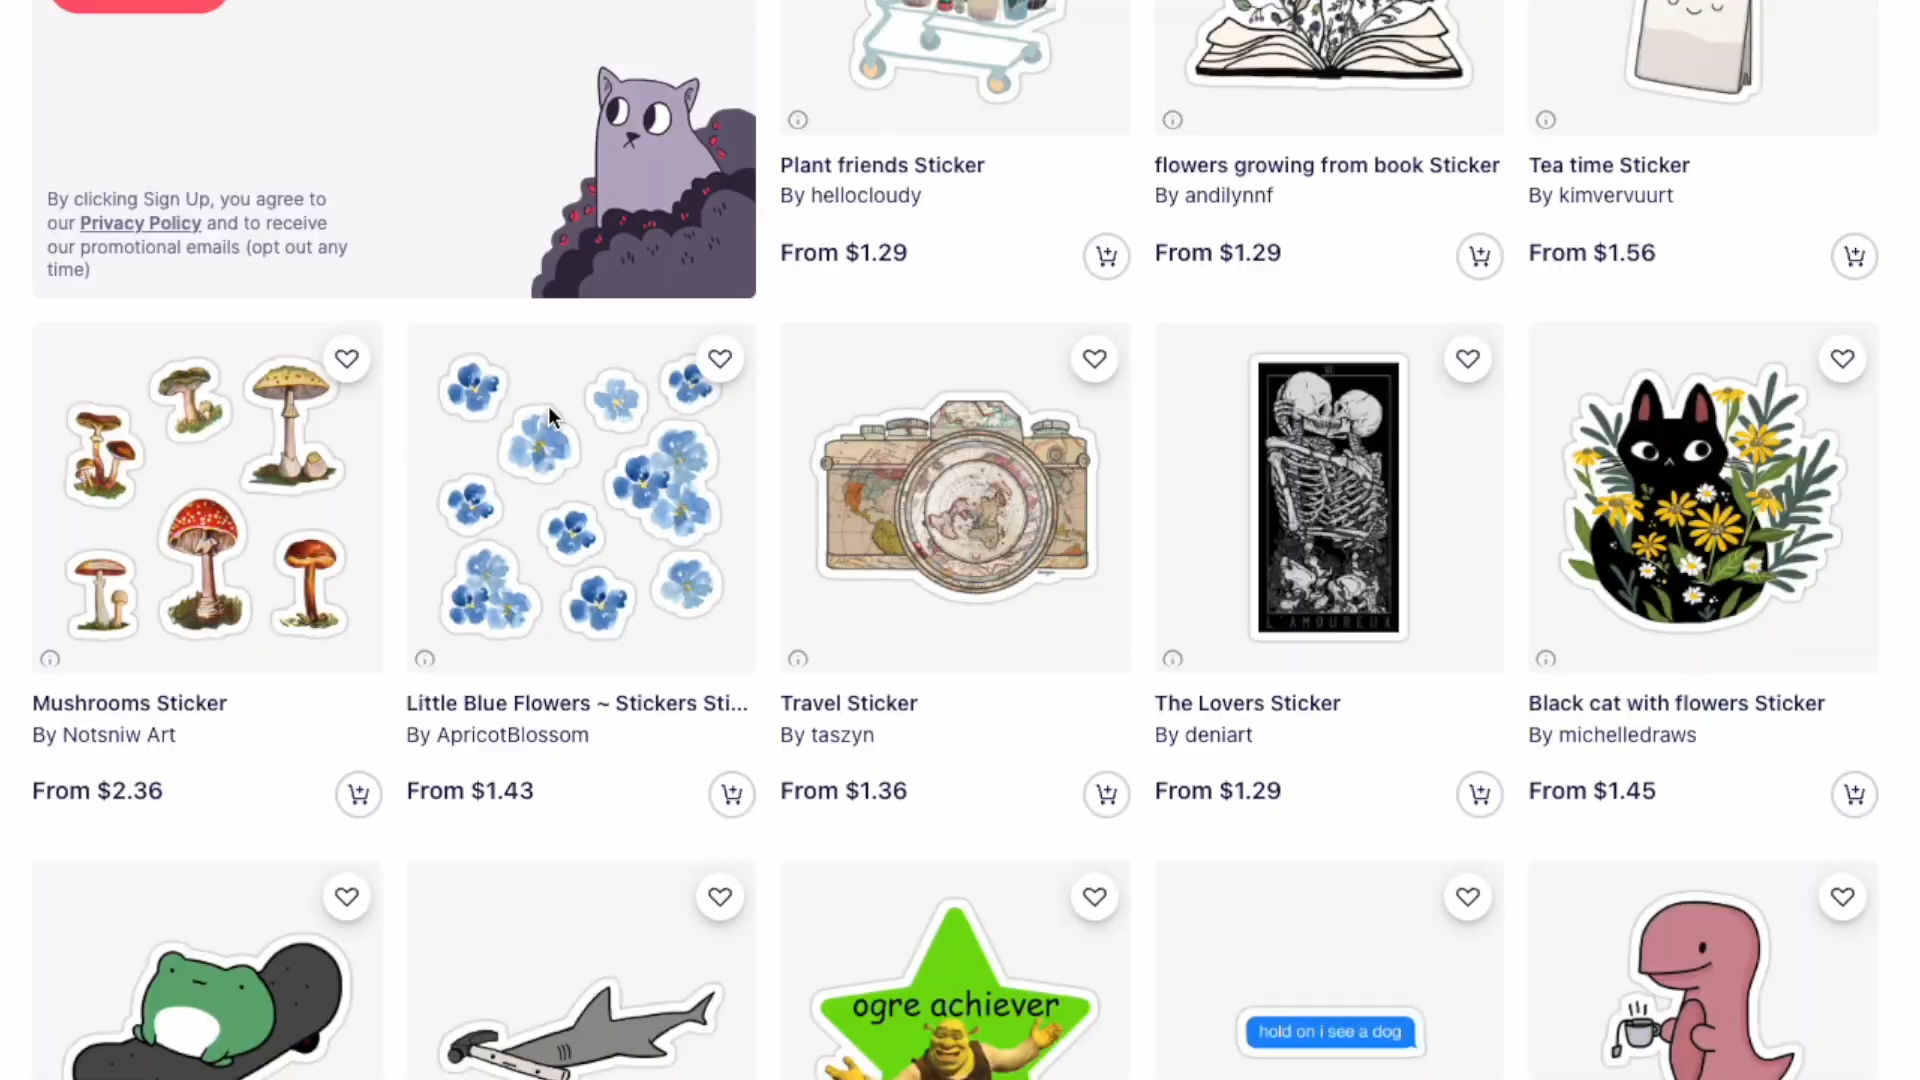 By clicking Sign Up, you agree to
our Privacy Policy and to receive
our promotional emails (opt out any
time)
Plant friends Sticker
By hellocloudy
From $1.29
flowers growing from book Sticker
By andilynnf
From $1.29
Tea time Sticker
By kimvervuurt
From $1.56
VI
L'AMOUREUX
Mushrooms Sticker
By Notsniw Art
From $2.36
Little Blue Flowers ~ Stickers Sti...
By ApricotBlossom
From $1.43
Travel Sticker
By taszyn
From $1.36
The Lovers Sticker
By deniart
From $1.29
Black cat with flowers Sticker
By michelledraws
From $1.45
ogre achiever
hold on i see a dog